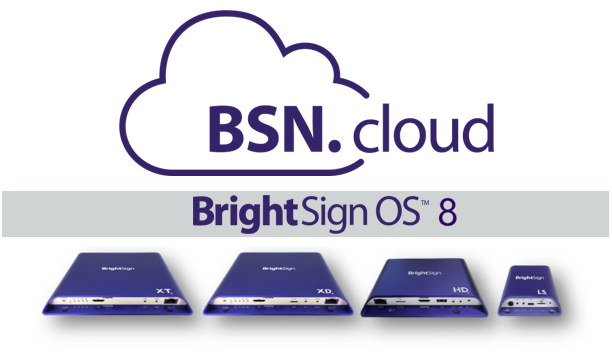 BSN.cloud
BrightSign OS™ 8
BrightSign
XT
BrightSign
XD
BrightSign
HD
BrightSign
LS